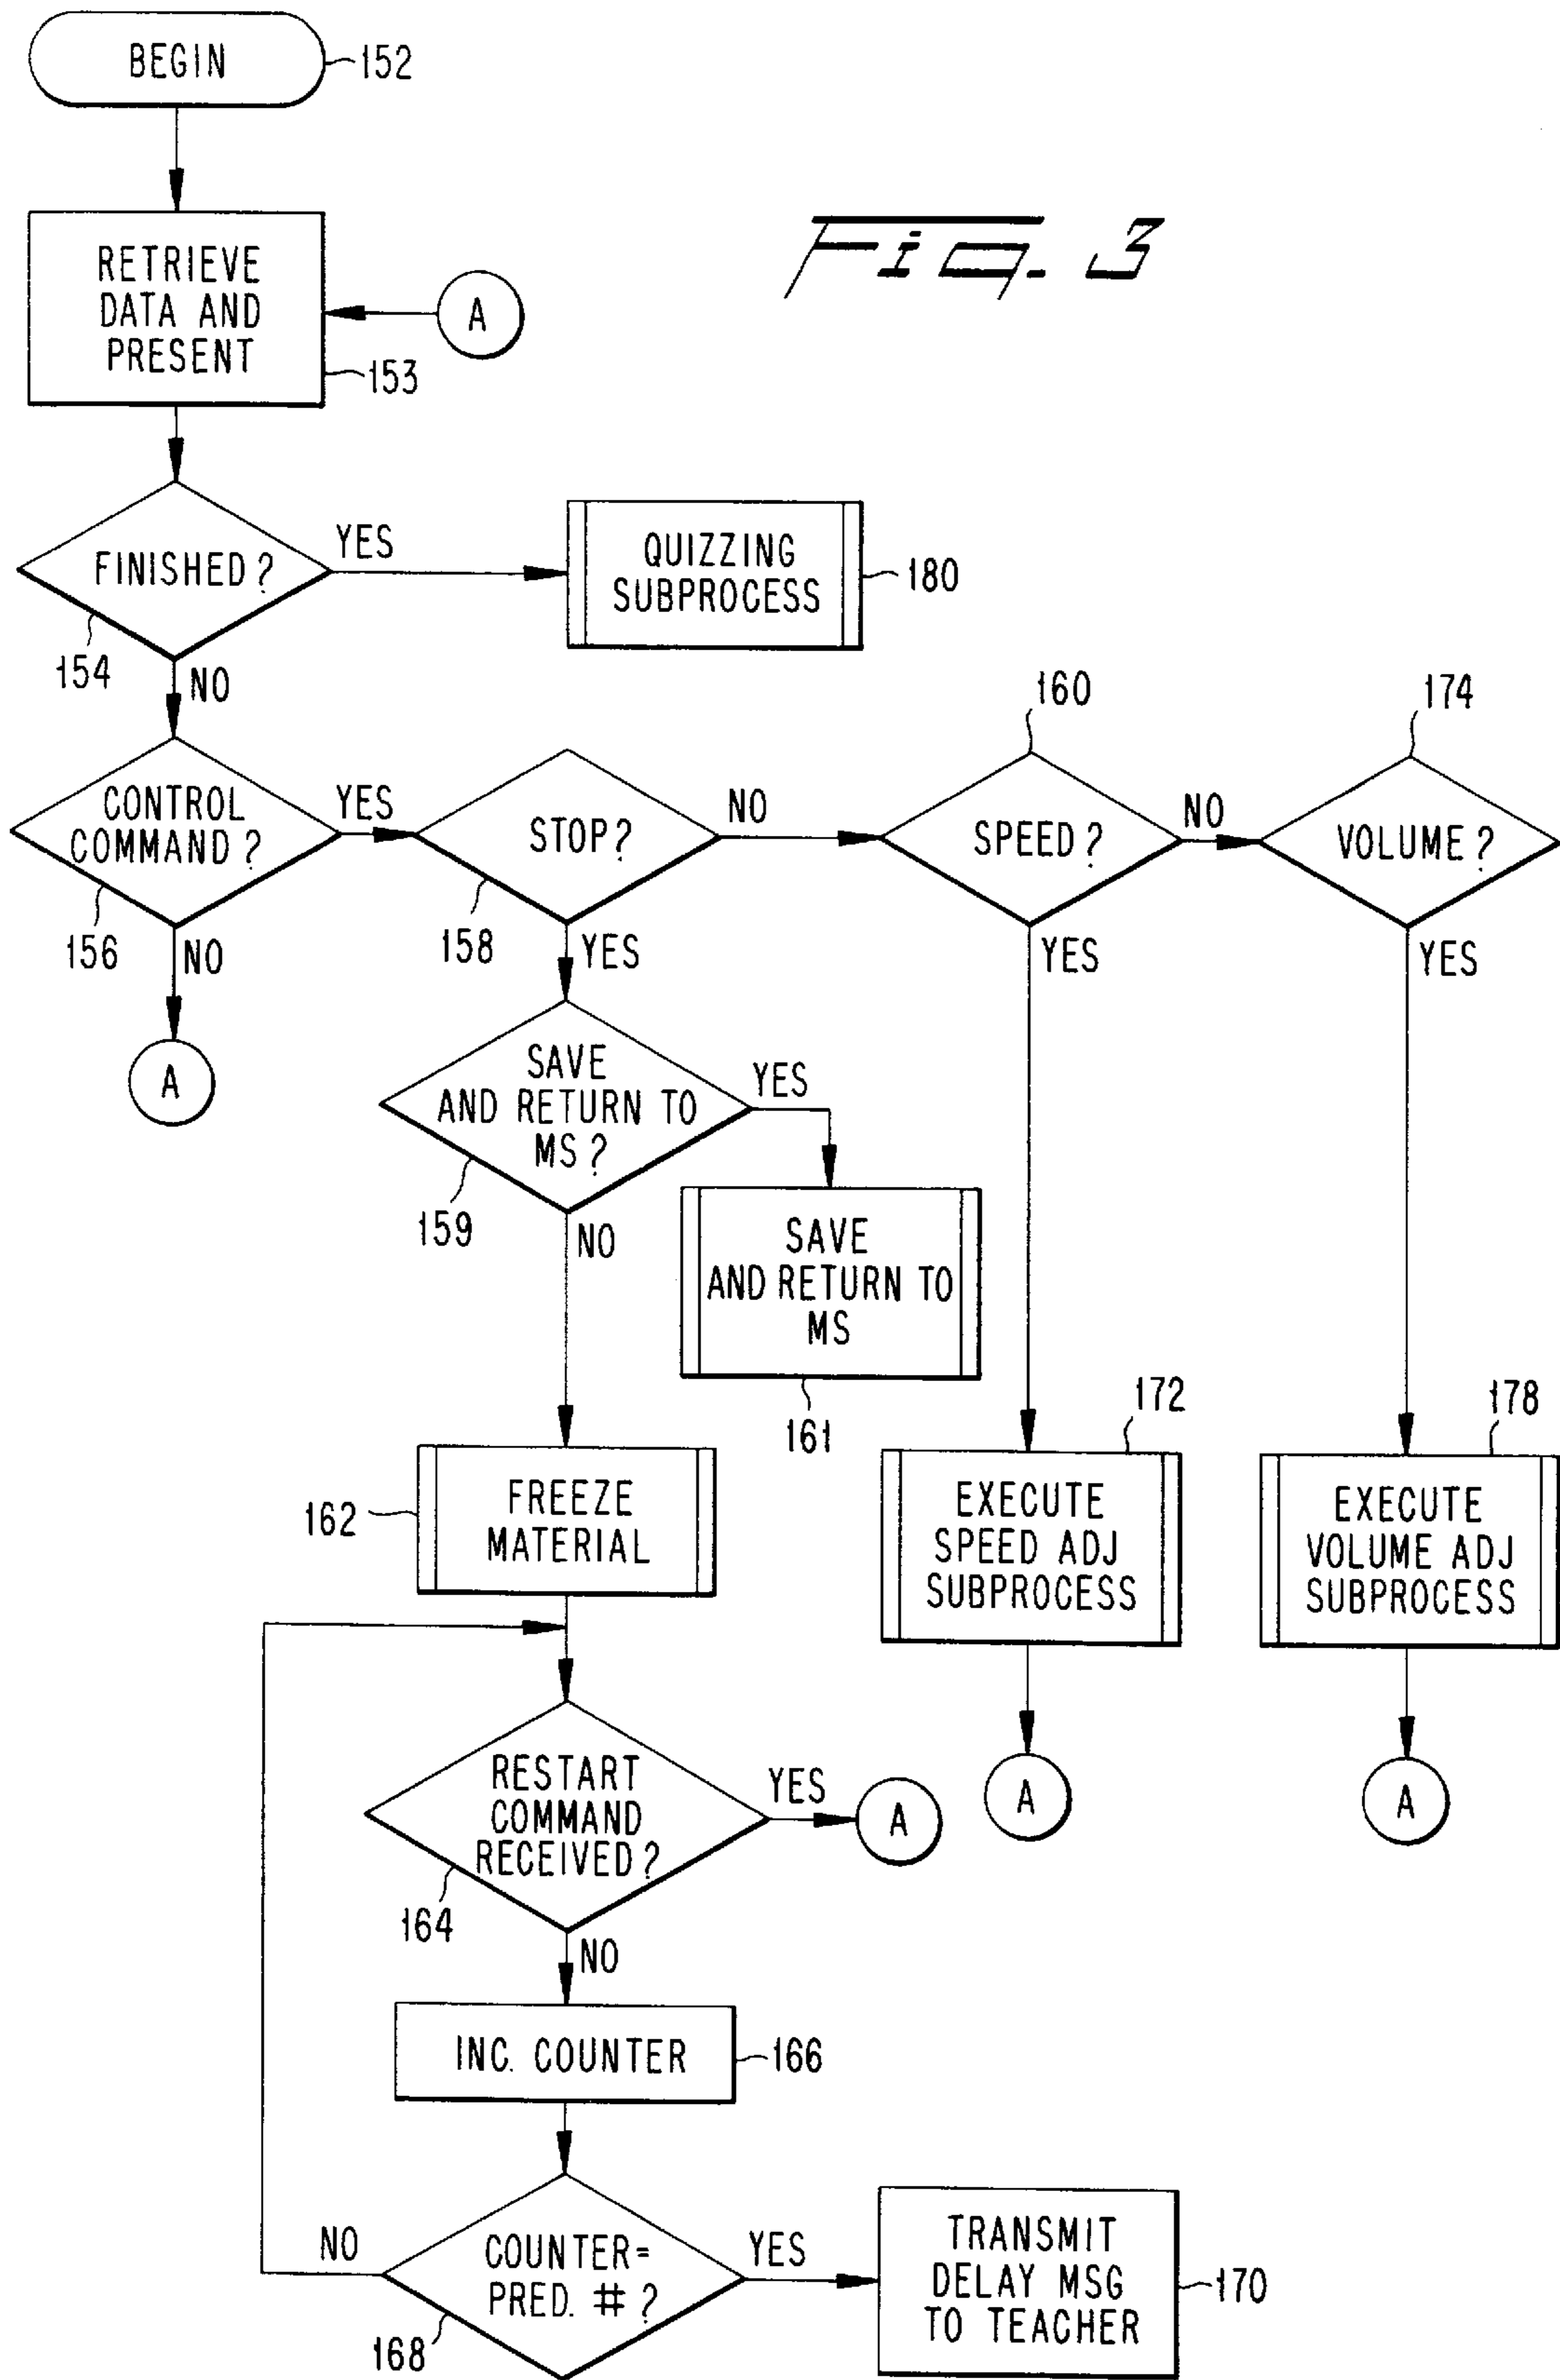 BEGIN
152
Fig. 3
RETRIEVE
DATA AND
PRESENT
153
A
FINISHED?
154
YES
NO
QUIZZING
SUBPROCESS
180
CONTROL
COMMAND?
156
YES
NO
A
STOP?
158
NO
YES
160
SPEED?
NO
YES
174
VOLUME?
YES
SAVE
AND RETURN TO
MS?
159
YES
NO
SAVE
AND RETURN TO
MS
161
162
FREEZE
MATERIAL
172
EXECUTE
SPEED ADJ
SUBPROCESS
A
178
EXECUTE
VOLUME ADJ
SUBPROCESS
A
RESTART
COMMAND
RECEIVED?
164
YES
A
NO
INC. COUNTER
166
COUNTER=
PRED. # ?
168
NO
YES
TRANSMIT
DELAY MSG
TO TEACHER
170